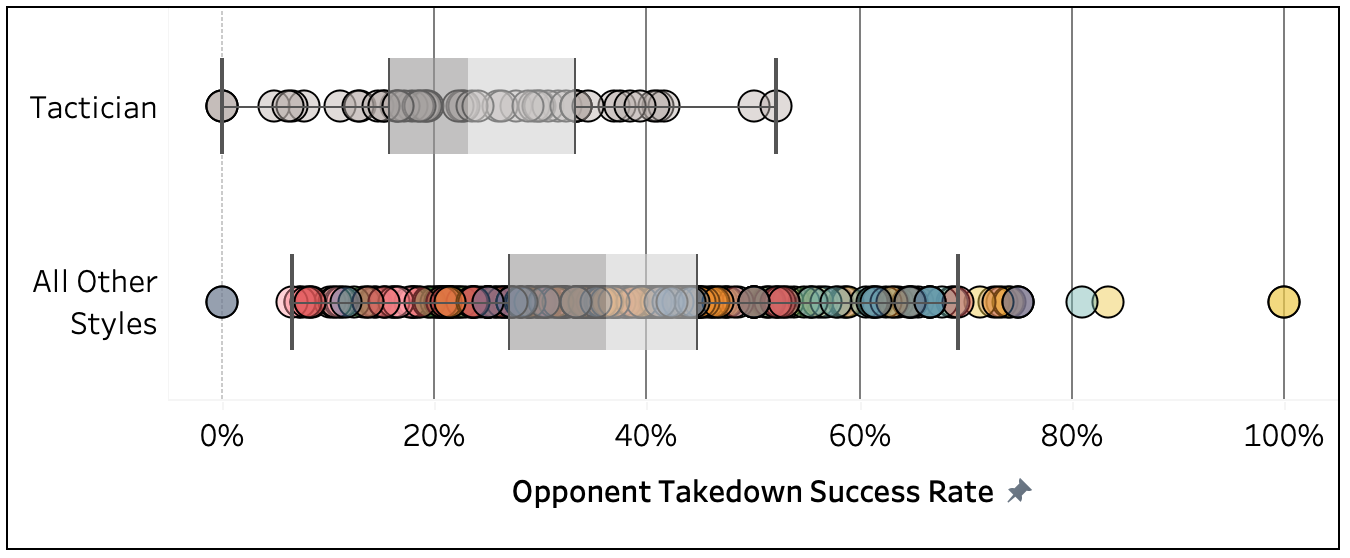 Tactician
All Other
Styles
0% 20% 40% 60% 80% 100%
Opponent Takedown Success Rate